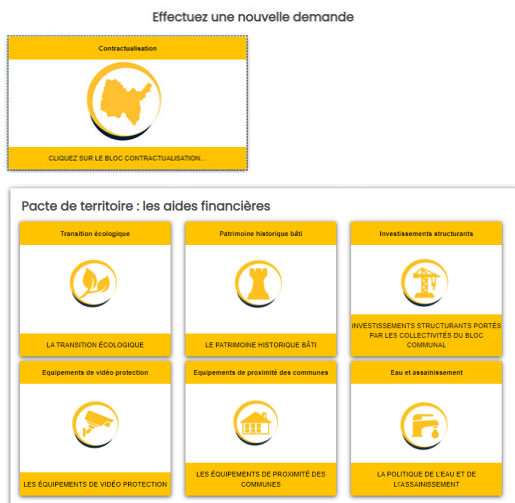 Effectuez une nouvelle demande
Contractualisation
CLIQUEZ SUR LE BLOC CONTRACTUALISATION...
Pacte de territoire : les aides financières
Transition écologique
LA TRANSITION ÉCOLOGIQUE
Patrimoine historique bâti
LE PATRIMOINE HISTORIQUE BÂTI
Investissements structurants
INVESTISSEMENTS STRUCTURANTS PORTÉS
PAR LES COLLECTIVITÉS DU BLOC
COMMUNAL
Equipements de vidéo protection
LES ÉQUIPEMENTS DE VIDÉO PROTECTION
Equipements de proximité des communes
LES ÉQUIPEMENTS DE PROXIMITÉ DES
COMMUNES
Eau et assainissement
LA POLITIQUE DE L'EAU ET DE
L'ASSAINISSEMENT